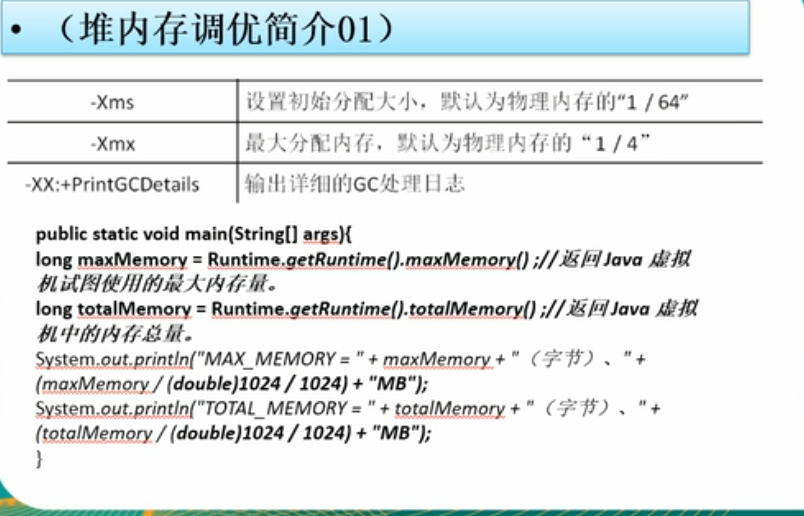 • （堆内存调优简介01）
-Xms 设置初始分配大小，默认为物理内存的“1 / 64”
-Xmx 最大分配内存，默认为物理内存的“1 / 4”
-XX:+PrintGCDetails 输出详细的GC处理日志
public static void main(String[] args){
long maxMemory = Runtime.getRuntime().maxMemory() ;//返回 Java 虚拟
机试图使用的最大内存量。
long totalMemory = Runtime.getRuntime().totalMemory() ;//返回 Java 虚拟
机中的内存总量。
System.out.println("MAX_MEMORY = " + maxMemory + "（字节）、" +
(maxMemory / (double)1024 / 1024) + "MB");
System.out.println("TOTAL_MEMORY = " + totalMemory + "（字节）、" +
(totalMemory / (double)1024 / 1024) + "MB");
}